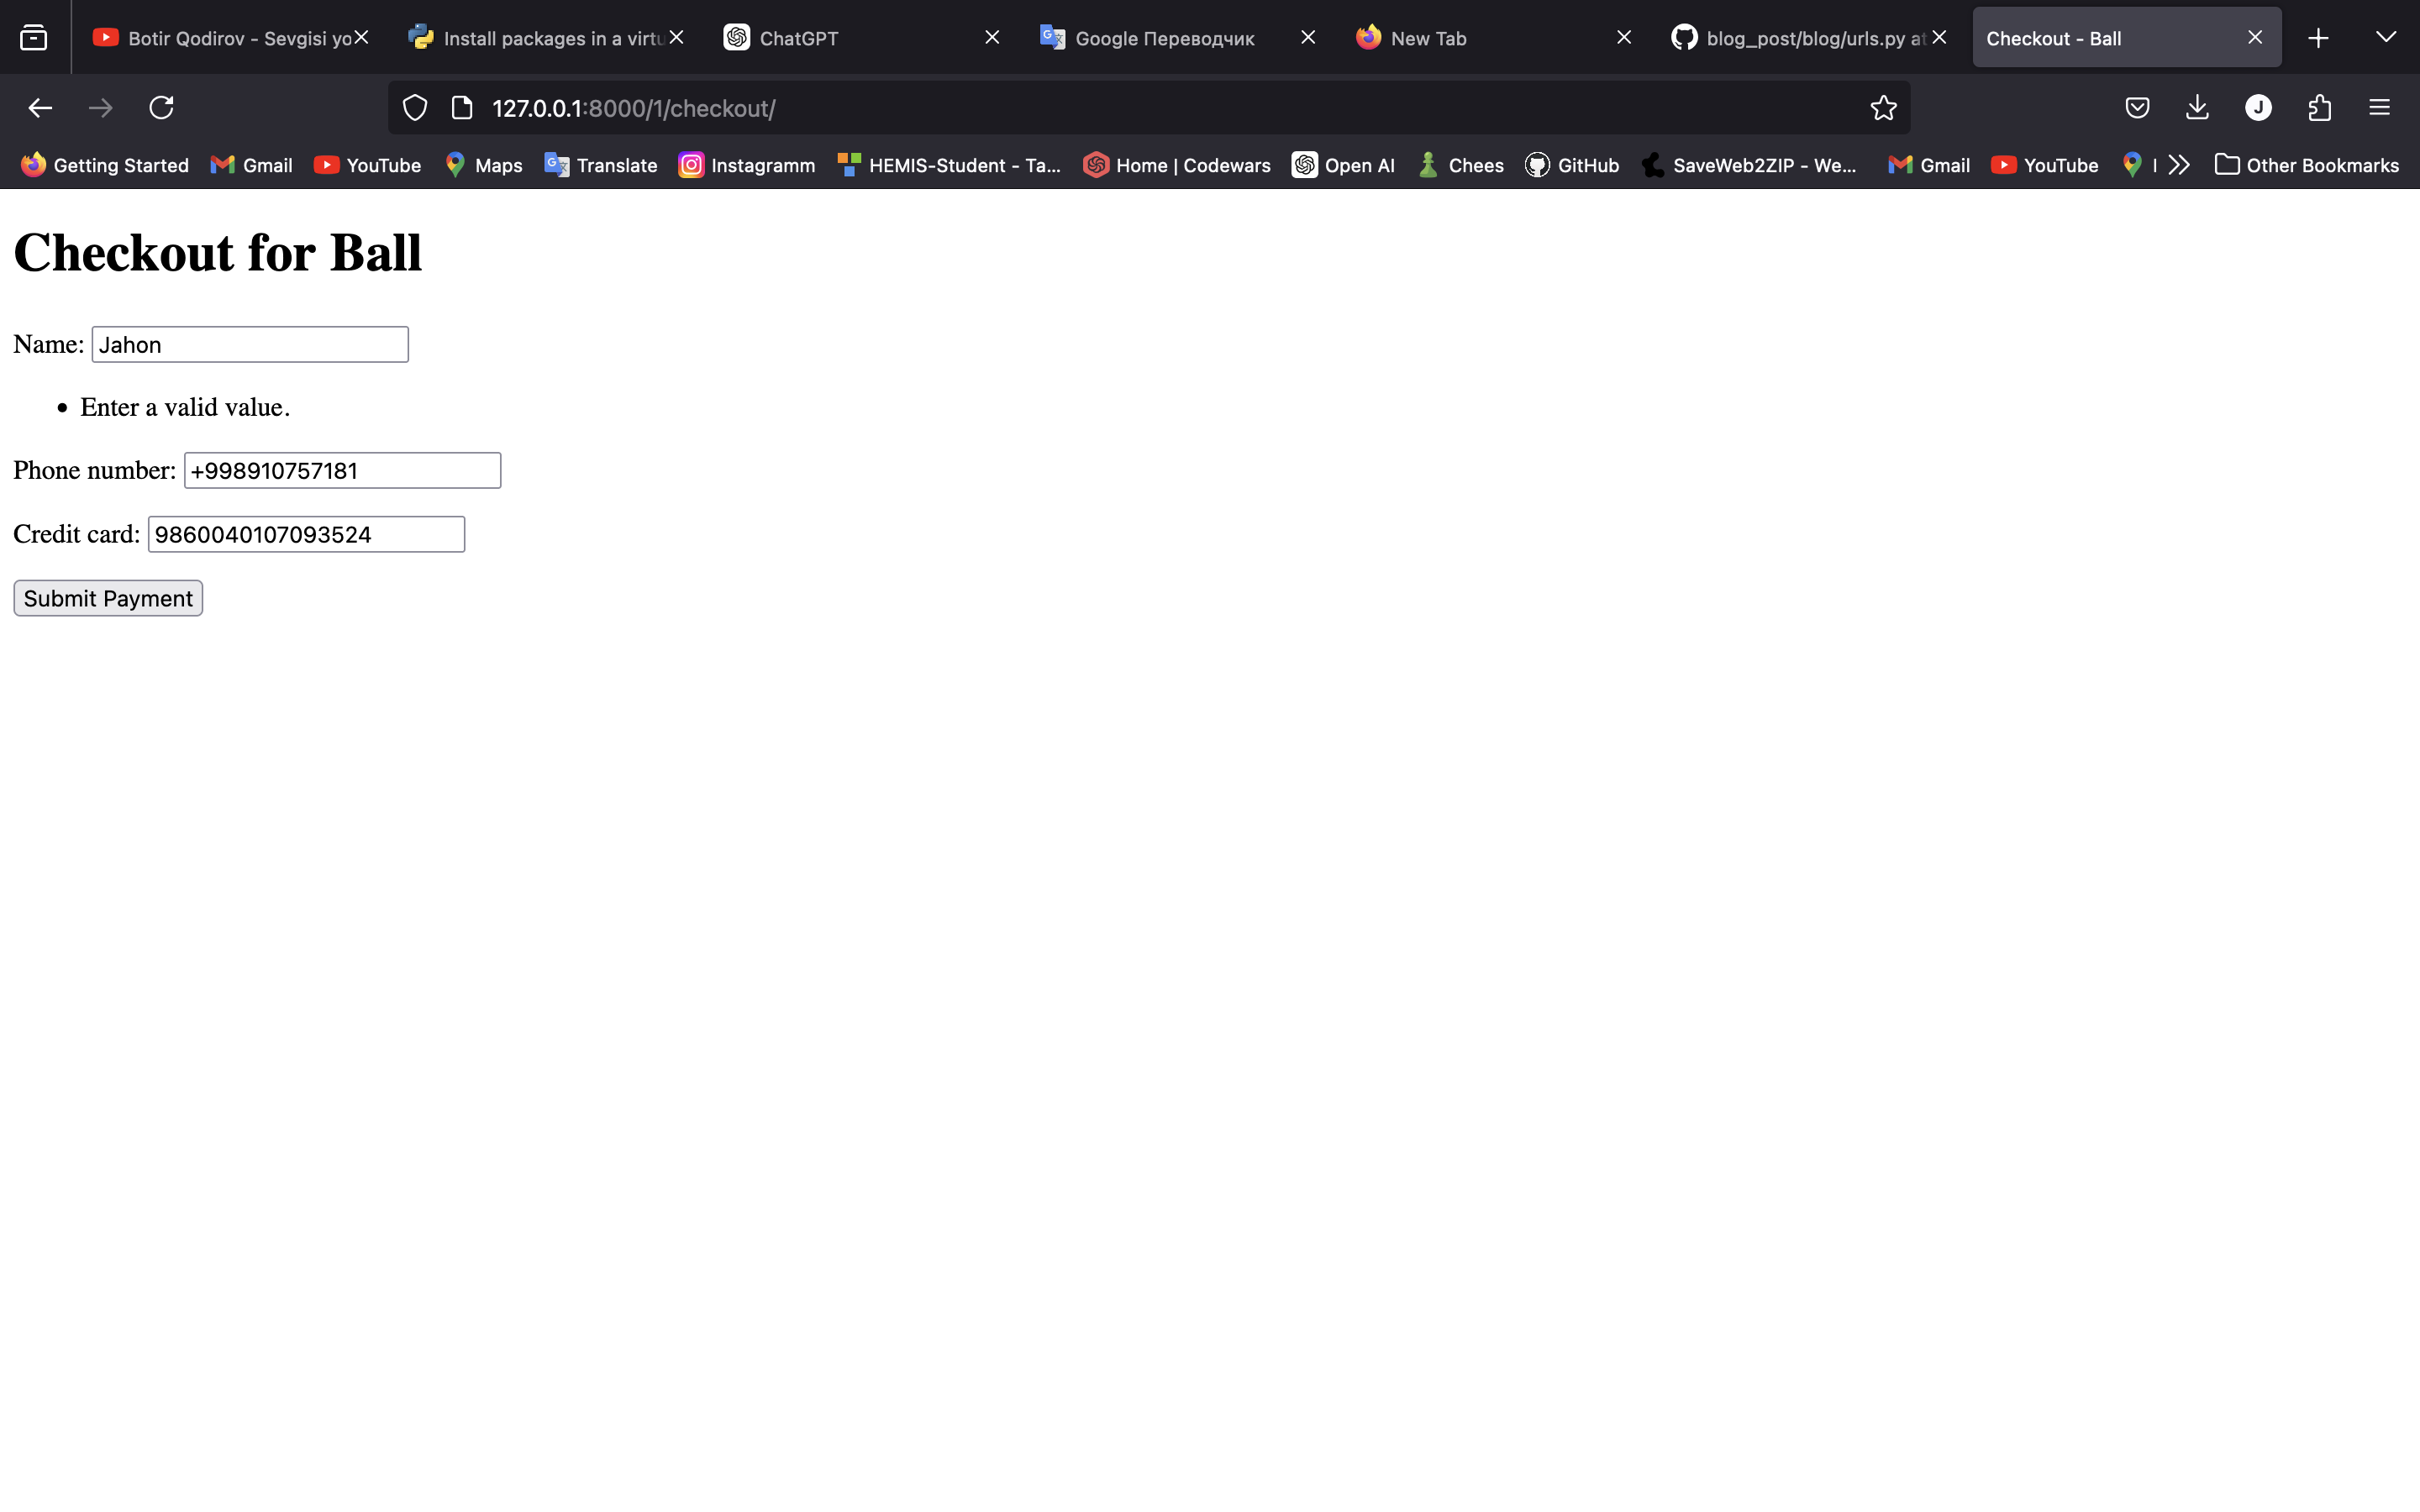 Botir Qodirov - Sevgisi yo
Install packages in a virtu
ChatGPT
Google Переводчик
New Tab
blog_post/blog/urls.py at
Checkout - Ball
127.0.0.1:8000/1/checkout/
J
Getting Started
Gmail
YouTube
Maps
Translate
Instagramm
HEMIS-Student - Ta...
Home | Codewars
Open AI
Chees
GitHub
SaveWeb2ZIP - We...
Gmail
YouTube
Other Bookmarks
Checkout for Ball
Name: Jahon
• Enter a valid value.
Phone number: +998910757181
Credit card: 9860040107093524
Submit Payment